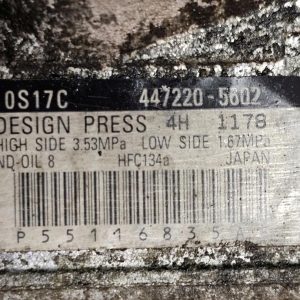 0S17C 447220-5602
DESIGN PRESS 4H 1178
HIGH SIDE 3.53MPa LOW SIDE 1.67MPa
ND-OIL 8 HFC134a JAPAN
P55116835A